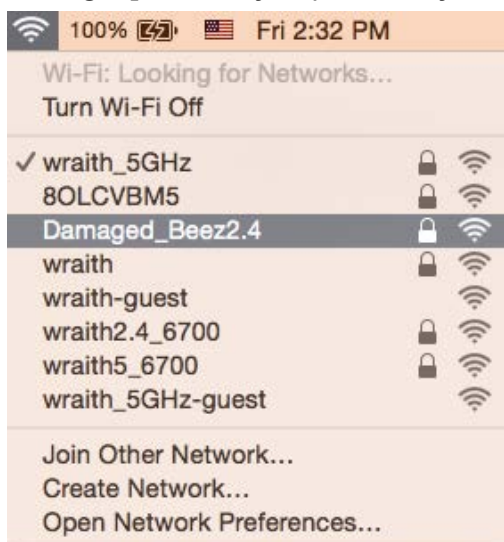 100% Fri 2:32 PM
Wi-Fi: Looking for Networks...
Turn Wi-Fi Off
wraith_5GHz
8OLCVBM5
Damaged_Beez2.4
wraith
wraith-guest
wraith2.4_6700
wraith5_6700
wraith_5GHz-guest
Join Other Network...
Create Network...
Open Network Preferences...